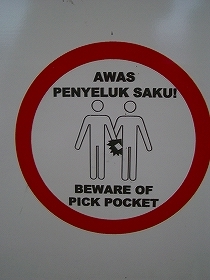 AWAS
PENYELUK SAKU!
BEWARE OF
PICK POCKET